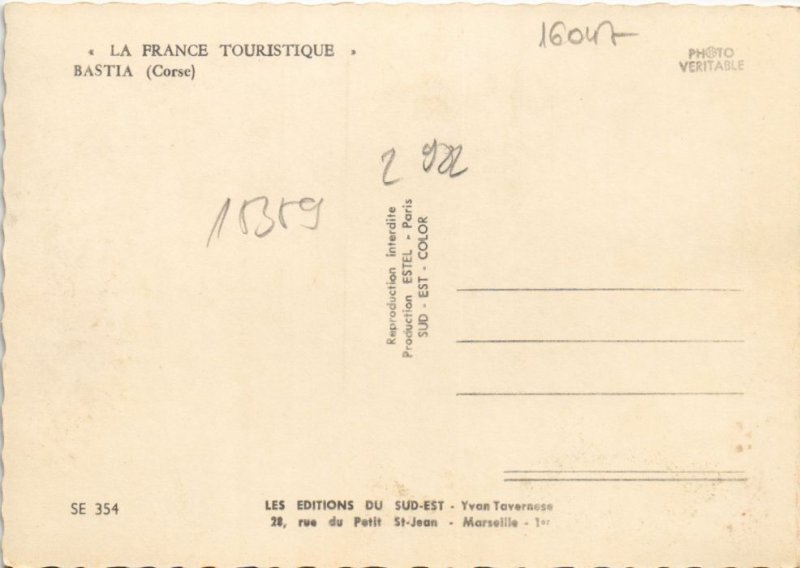 « LA FRANCE TOURISTIQUE »
BASTIA (Corse)
16047
PHOTO
VERITABLE
2 982
15359
Reproduction interdite
Production ESTEL - Paris
SUD - EST - COLOR
SE 354
LES EDITIONS DU SUD-EST - Yvan Tavernese
28, rue du Petit St-Jean - Marseille - 1er